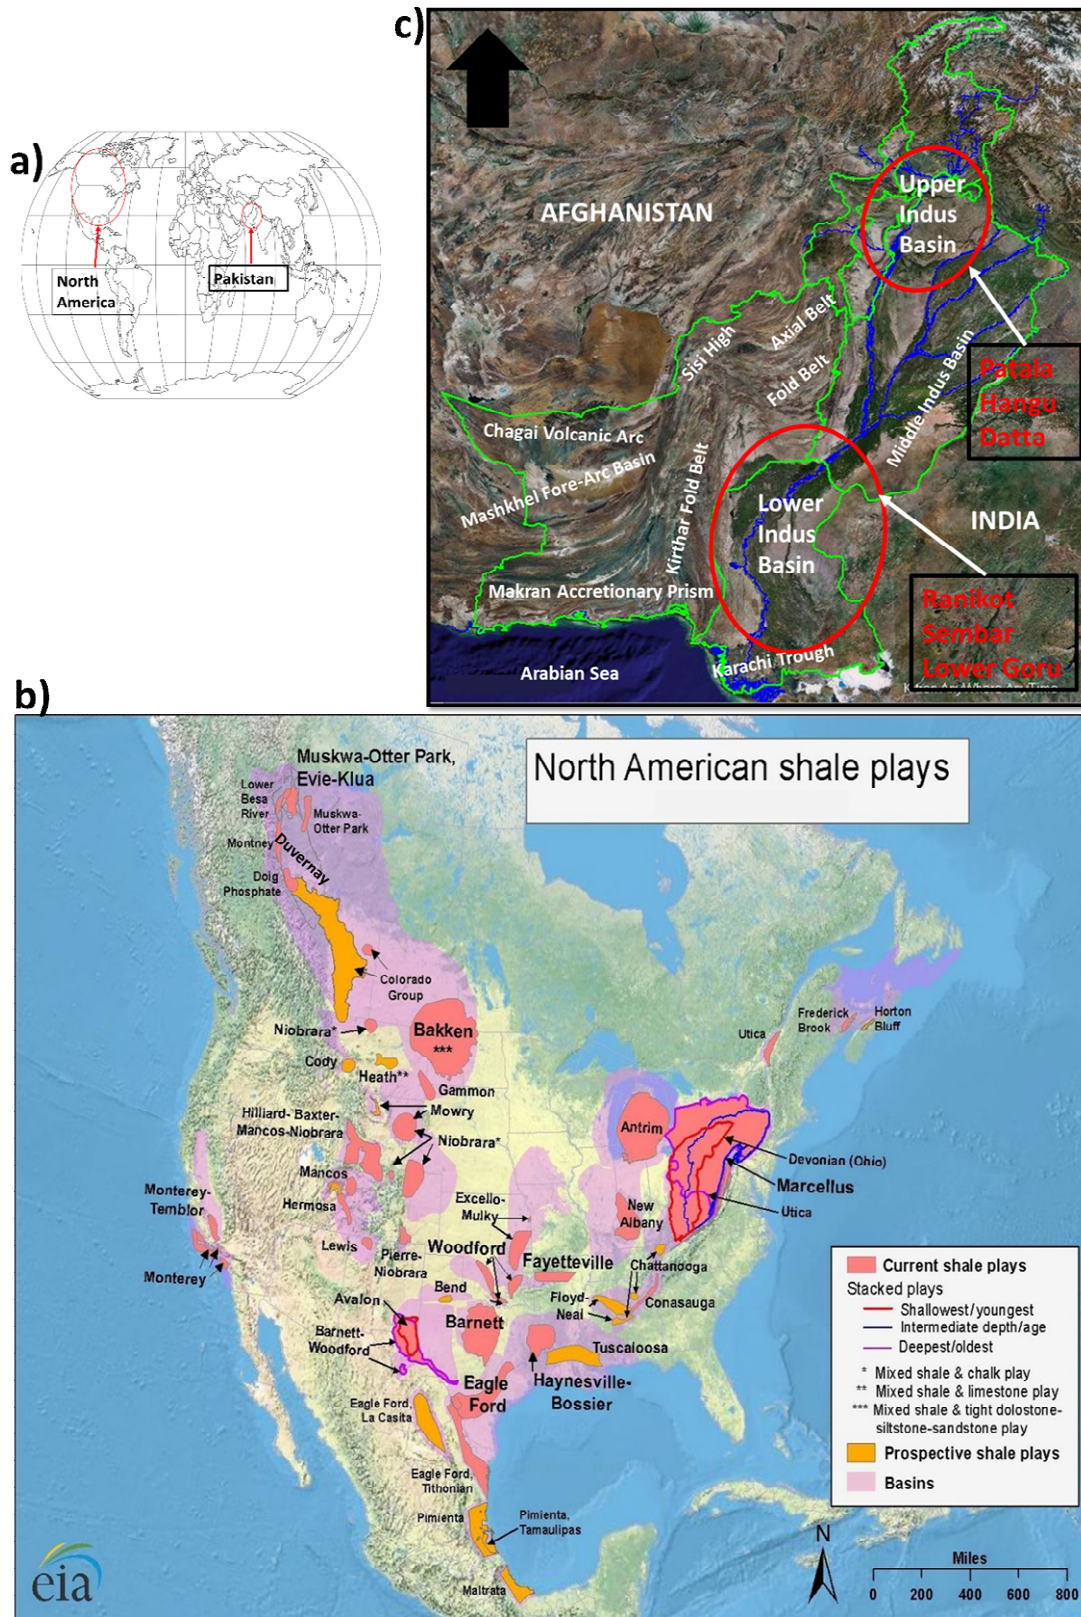 a)
North
America
Pakistan
c)
AFGHANISTAN
Upper
Indus
Basin
Axial Belt
Sisi High
Fold Belt
Middle Indus Basin
Patala
Hangu
Datta
Chagai Volcanic Arc
Mashkhel Fore-Arc Basin
Kirthar Fold Belt
Lower
Indus
Basin
INDIA
Makran Accretionary Prism
Ranikot
Sembar
Lower Goru
Karachi Trough
Arabian Sea
b)
North American shale plays
Muskwa-Otter Park,
Evie-Klua
Lower
Besa
River
Muskwa-
Otter Park
Montney
Duvernay
Doig
Phosphate
Colorado
Group
Niobrara*
Bakken
***
Cody
Heath**
Gammon
Mowry
Hilliard- Baxter-
Mancos-Niobrara
Niobrara*
Mancos
Hermosa
Lewis
Pierre-
Niobrara
Monterey-
Temblor
Monterey
Excello-
Mulky
Woodford
Fayetteville
New
Albany
Antrim
Utica
Frederick
Brook
Horton
Bluff
Devonian (Ohio)
Marcellus
Utica
Chattanooga
Conasauga
Floyd-
Neal
Bend
Avalon
Barnett-
Woodford
Barnett
Tuscaloosa
Haynesville-
Bossier
Eagle
Ford
Eagle Ford,
La Casita
Eagle Ford,
Tithonian
Pimienta
Pimienta,
Tamaulipas
Maltrata
Current shale plays
Stacked plays
Shallowest/youngest
Intermediate depth/age
Deepest/oldest
* Mixed shale & chalk play
** Mixed shale & limestone play
*** Mixed shale & tight dolostone-
siltstone-sandstone play
Prospective shale plays
Basins
eia
N
Miles
0 200 400 600 800